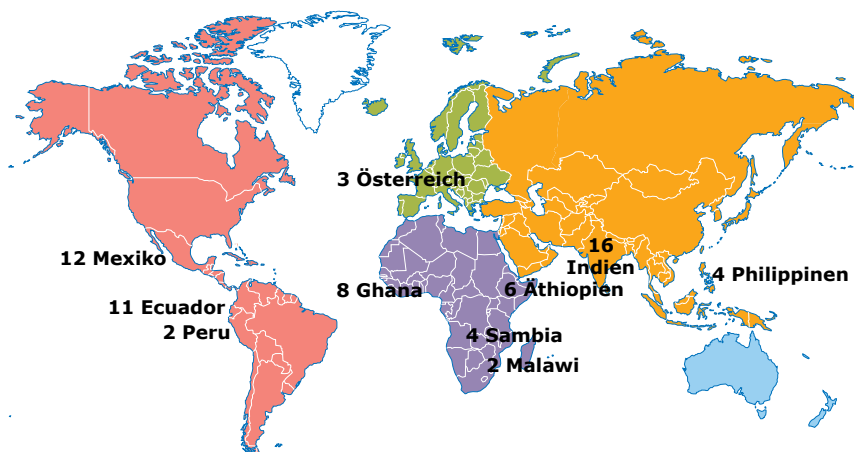 3 Österreich
12 Mexiko
16
Indien
4 Philippinen
8 Ghana
6 Äthiopien
11 Ecuador
2 Peru
4 Sambia
2 Malawi